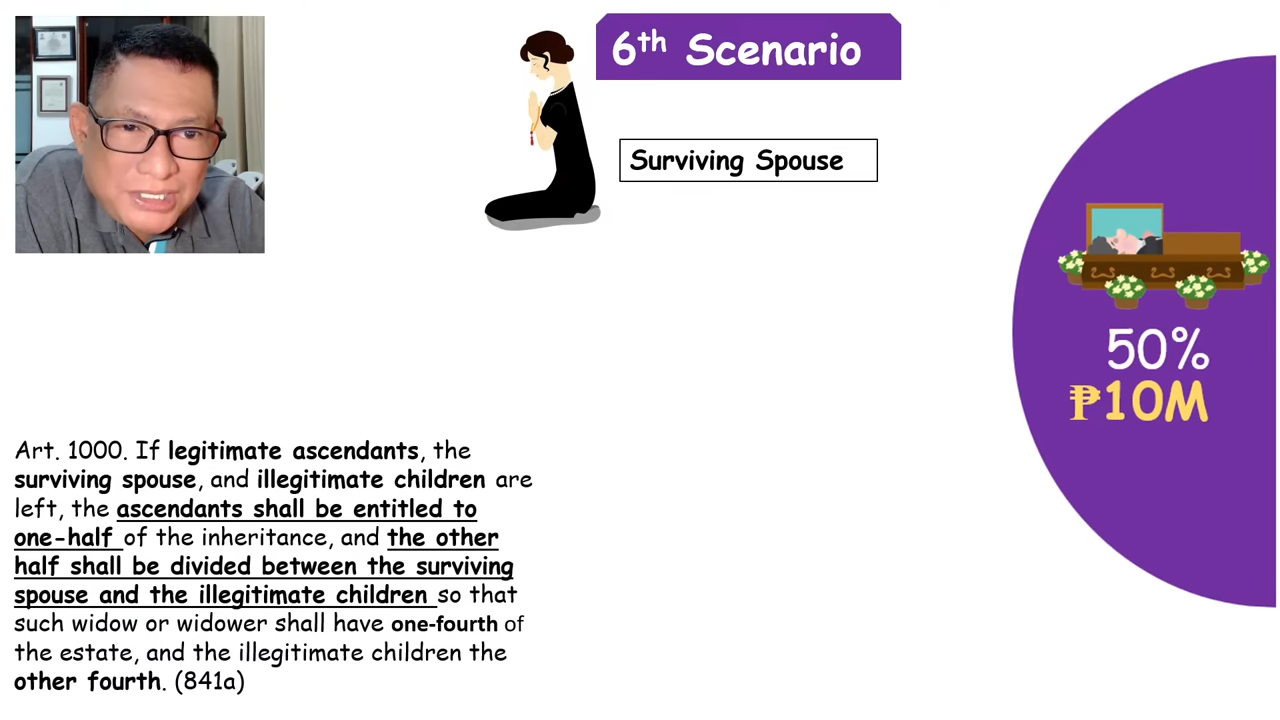 6th Scenario
Surviving Spouse
50%
₱10M
Art. 1000. If legitimate ascendants, the
surviving spouse, and illegitimate children are
left, the ascendants shall be entitled to
one-half of the inheritance, and the other
half shall be divided between the surviving
spouse and the illegitimate children so that
such widow or widower shall have one-fourth of
the estate, and the illegitimate children the
other fourth. (841a)